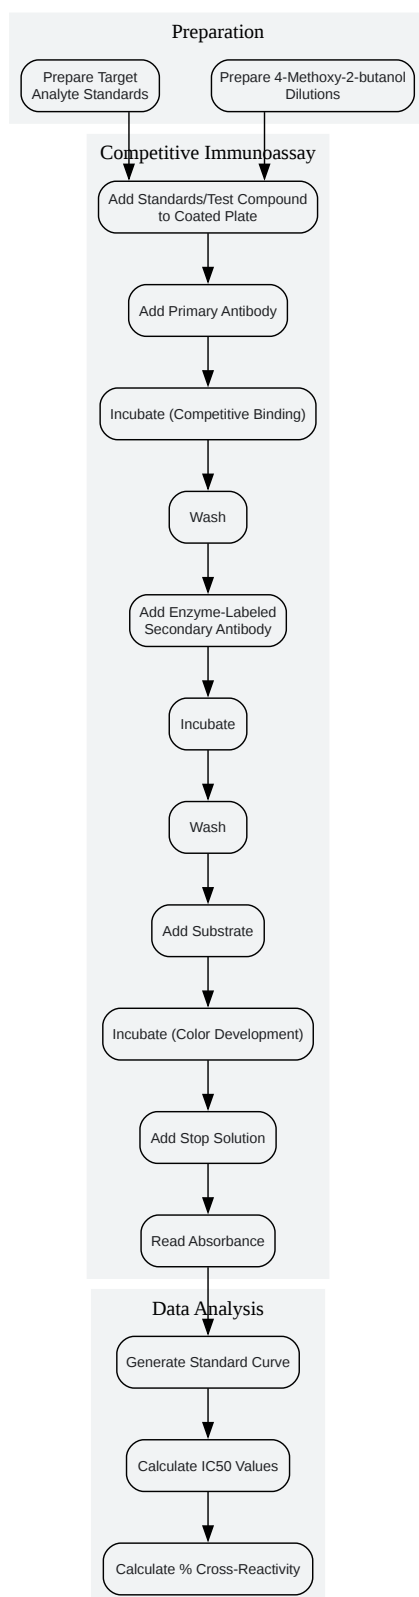 Preparation
Prepare Target
Analyte Standards
Prepare 4-Methoxy-2-butanol
Dilutions
Competitive Immunoassay
Add Standards/Test Compound
to Coated Plate
Add Primary Antibody
Incubate (Competitive Binding)
Wash
Add Enzyme-Labeled
Secondary Antibody
Incubate
Wash
Add Substrate
Incubate (Color Development)
Add Stop Solution
Read Absorbance
Data Analysis
Generate Standard Curve
Calculate IC50 Values
Calculate % Cross-Reactivity